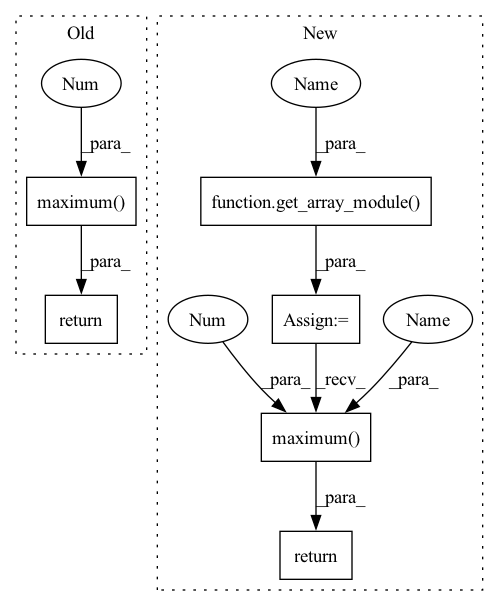 Old
New
Num
Name
_para_
_para_
maximum()
function.get_array_module()
_para_
_para_
return
Num
Assign:=
Name
_para_
_recv_
_para_
maximum()
_para_
return